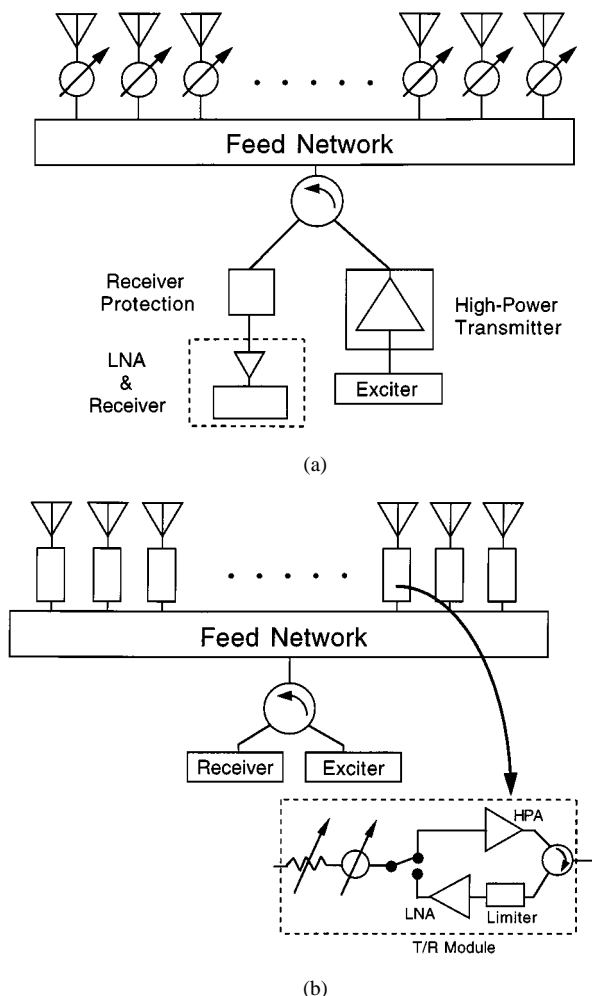 Feed Network
Receiver
Protection
High-Power
Transmitter
LNA
&
Receiver
Exciter
(a)
Feed Network
Receiver
Exciter
HPA
LNA
Limiter
T/R Module
(b)